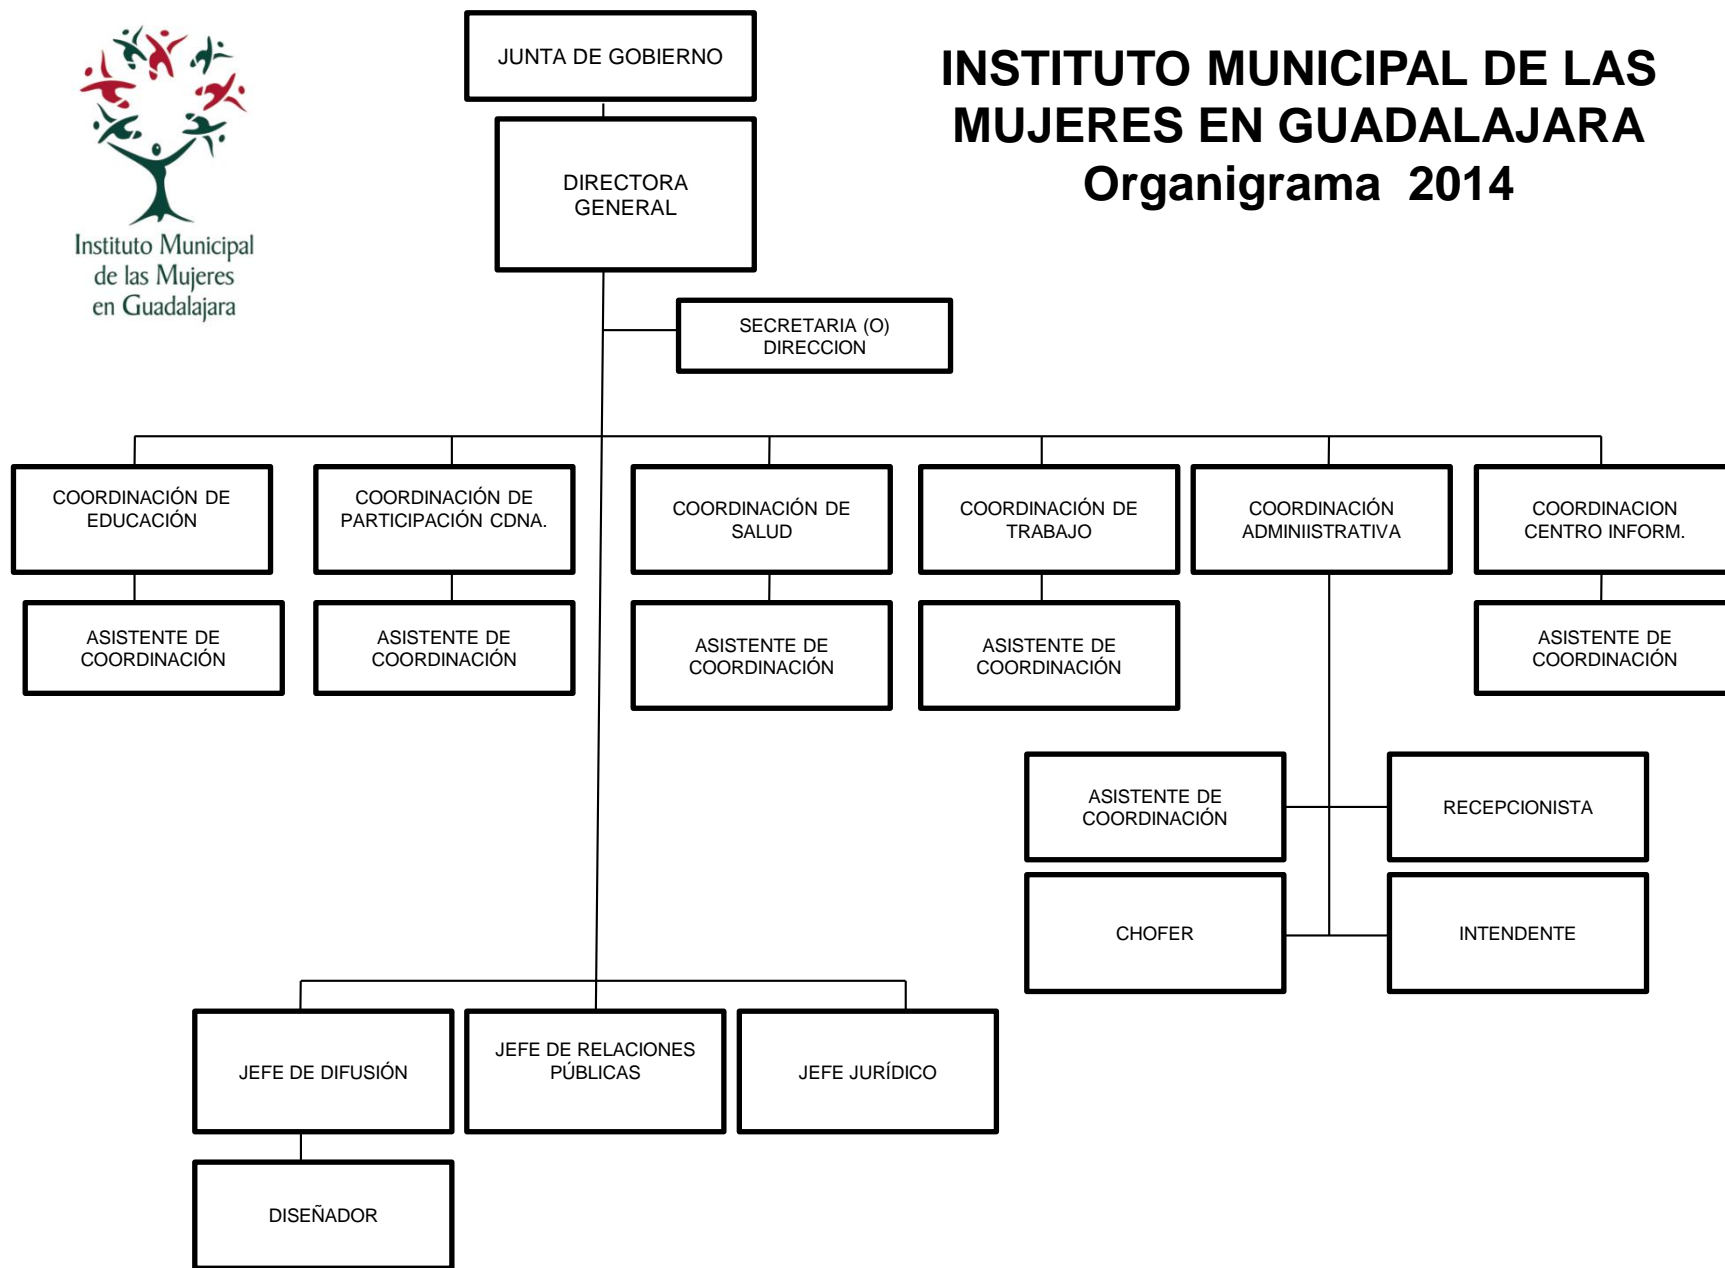 JUNTA DE GOBIERNO
INSTITUTO MUNICIPAL DE LAS
MUJERES EN GUADALAJARA
Organigrama 2014
Instituto Municipal
de las Mujeres
en Guadalajara
DIRECTORA
GENERAL
SECRETARIA (O)
DIRECCION
COORDINACIÓN DE
EDUCACIÓN
COORDINACIÓN DE
PARTICIPACIÓN CDNA.
COORDINACIÓN DE
SALUD
COORDINACIÓN DE
TRABAJO
COORDINACIÓN
ADMINIISTRATIVA
COORDINACION
CENTRO INFORM.
ASISTENTE DE
COORDINACIÓN
ASISTENTE DE
COORDINACIÓN
ASISTENTE DE
COORDINACIÓN
ASISTENTE DE
COORDINACIÓN
ASISTENTE DE
COORDINACIÓN
ASISTENTE DE
COORDINACIÓN
RECEPCIONISTA
CHOFER
INTENDENTE
JEFE DE DIFUSIÓN
JEFE DE RELACIONES
PÚBLICAS
JEFE JURÍDICO
DISEÑADOR